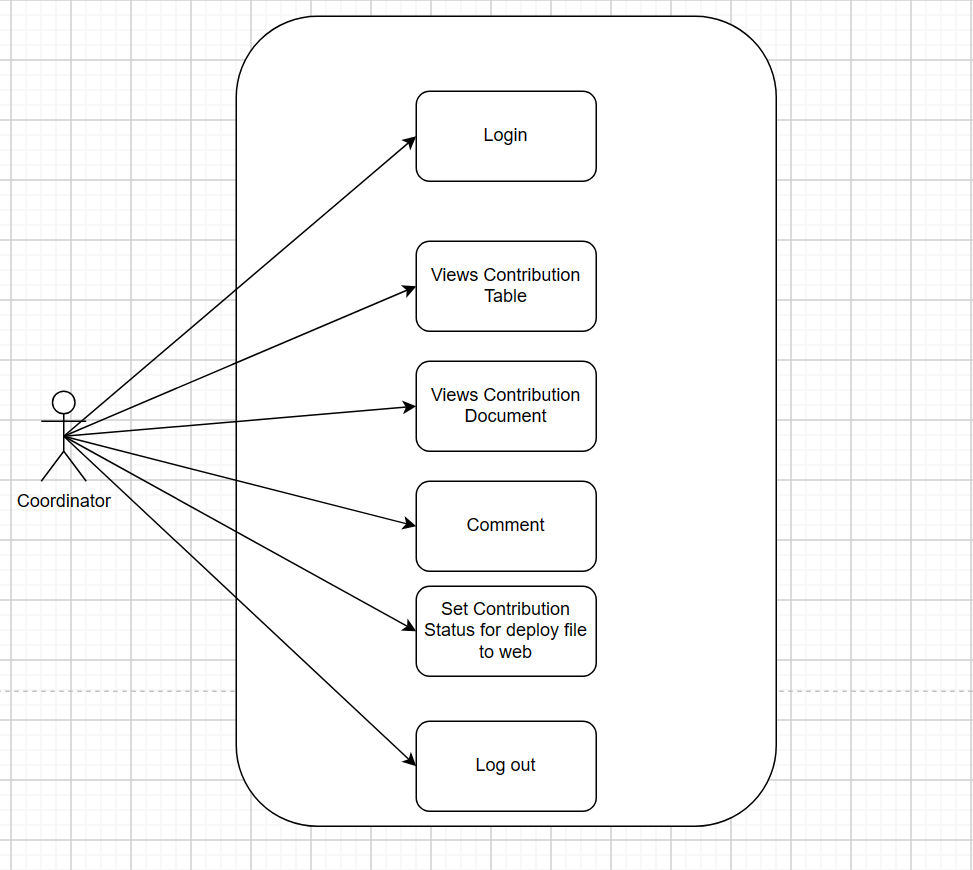 Login
Views Contribution
Table
Views Contribution
Document
Coordinator
Comment
Set Contribution
Status for deploy file
to web
Log out